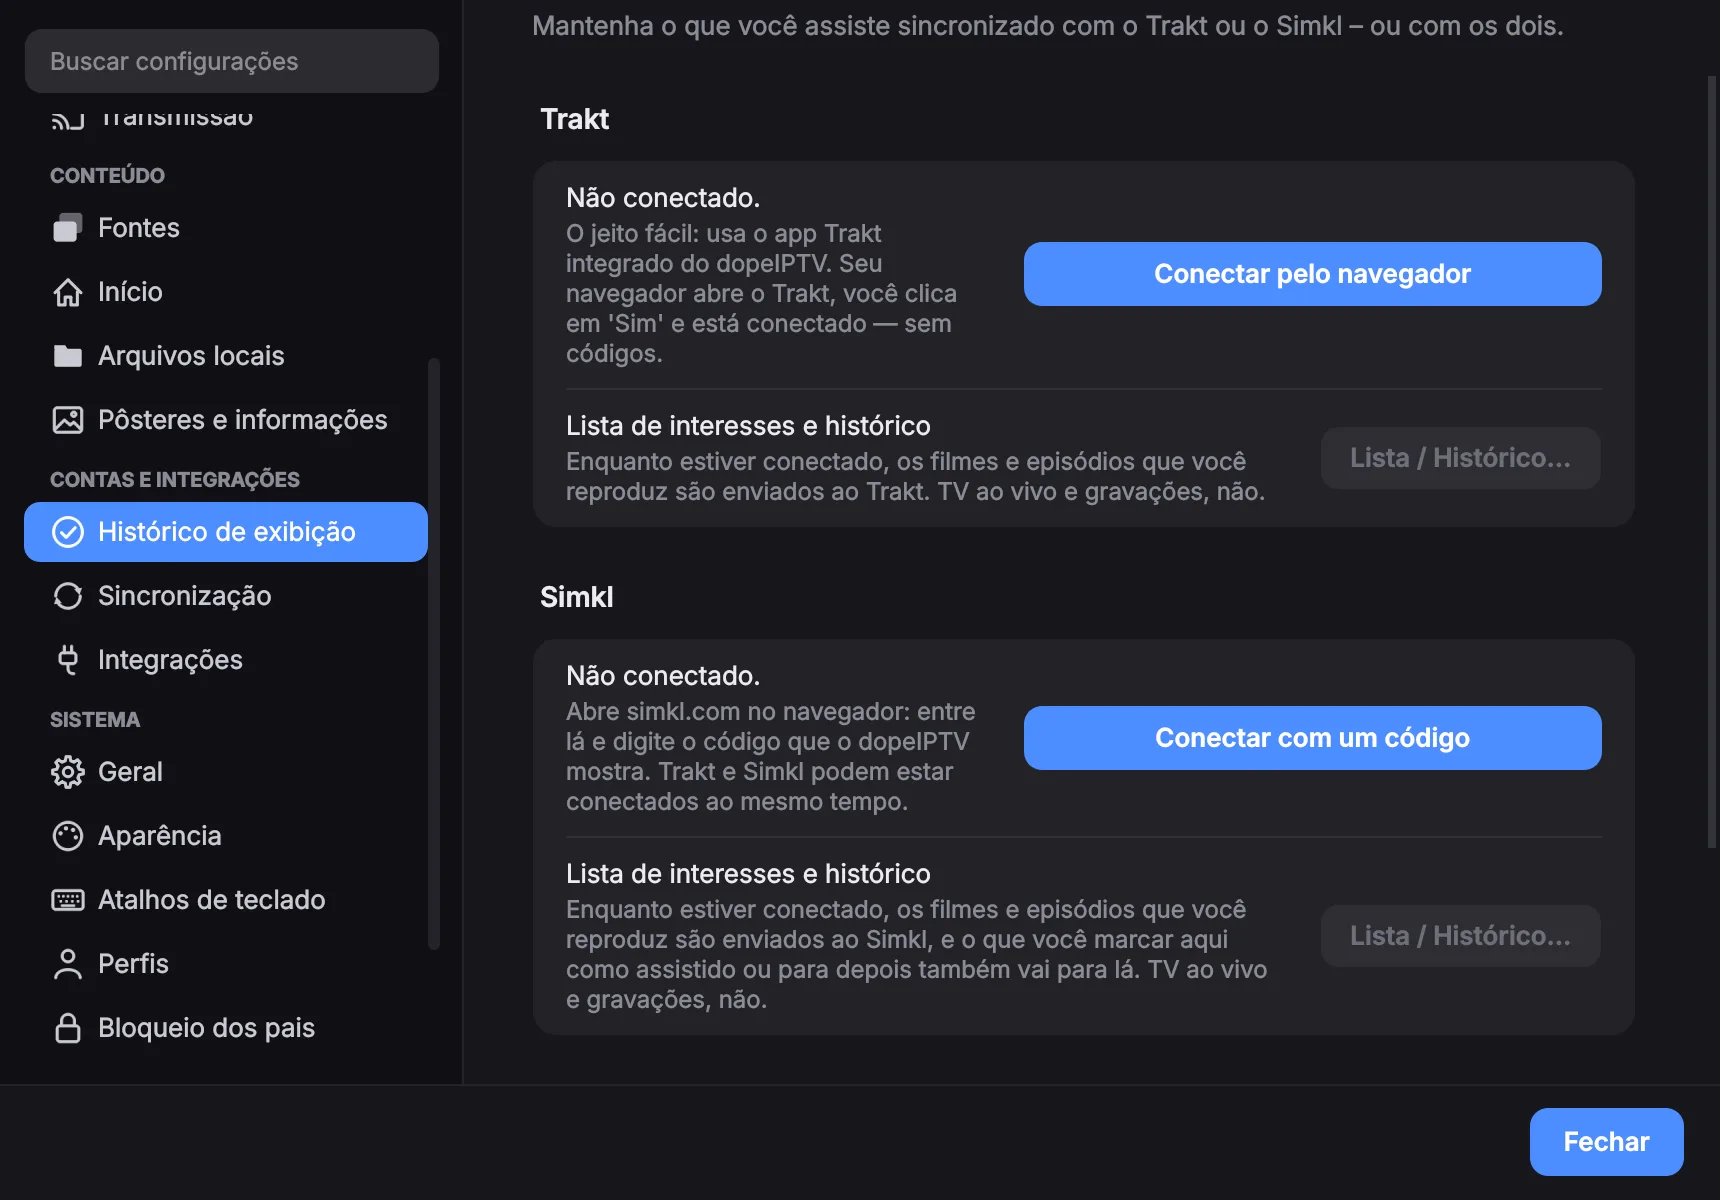 Buscar configurações
Transmissão
CONTEÚDO
Fontes
Início
Arquivos locais
Pôsteres e informações
CONTAS E INTEGRAÇÕES
Histórico de exibição
Sincronização
Integrações
SISTEMA
Geral
Aparência
Atalhos de teclado
Perfis
Bloqueio dos pais
Mantenha o que você assiste sincronizado com o Trakt ou o Simkl – ou com os dois.
Trakt
Não conectado.
O jeito fácil: usa o app Trakt
integrado do dopeIPTV. Seu
navegador abre o Trakt, você clica
em 'Sim' e está conectado — sem
códigos.
Conectar pelo navegador
Lista de interesses e histórico
Enquanto estiver conectado, os filmes e episódios que você
reproduz são enviados ao Trakt. TV ao vivo e gravações, não.
Lista / Histórico...
Simkl
Não conectado.
Abre simkl.com no navegador: entre
lá e digite o código que o dopeIPTV
mostra. Trakt e Simkl podem estar
conectados ao mesmo tempo.
Conectar com um código
Lista de interesses e histórico
Enquanto estiver conectado, os filmes e episódios que você
reproduz são enviados ao Simkl, e o que você marcar aqui
como assistido ou para depois também vai para lá. TV ao vivo
e gravações, não.
Lista / Histórico...
Fechar